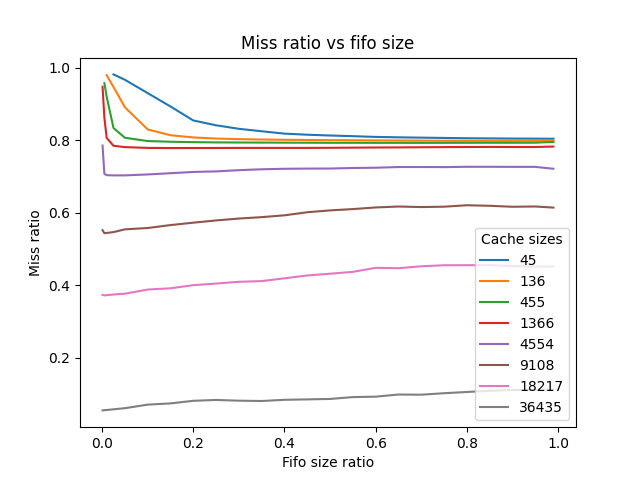 Miss ratio vs fifo size
1.0
0.8
0.6
0.4
0.2
Miss ratio
0.0 0.2 0.4 0.6 0.8 1.0
Fifo size ratio
Cache sizes
45
136
455
1366
4554
9108
18217
36435